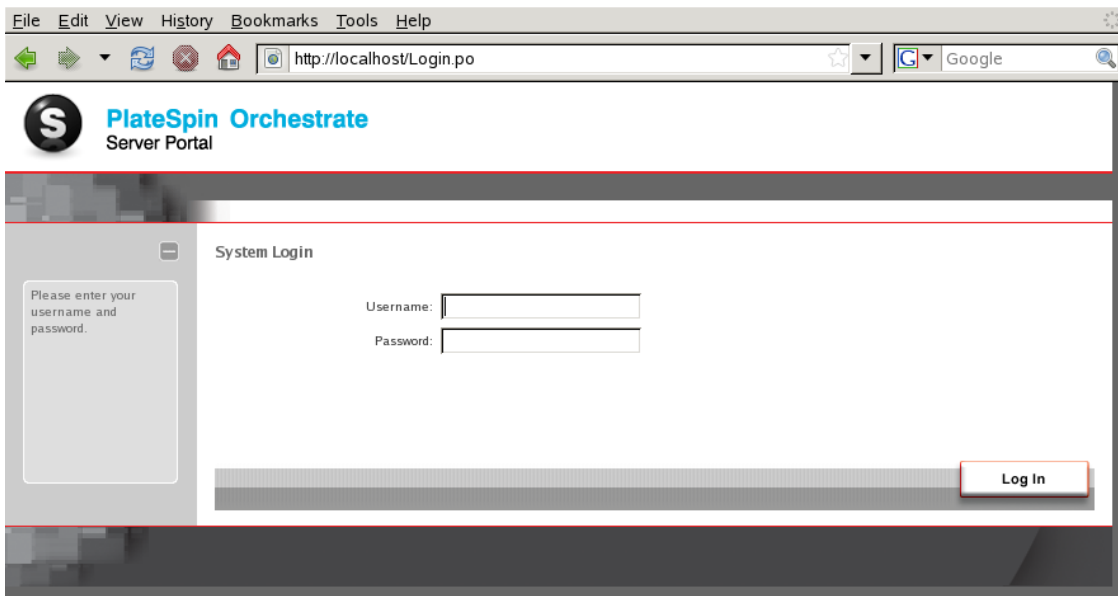 File Edit View History Bookmarks Tools Help
http://localhost/Login.po
G Google
S
PlateSpin Orchestrate
Server Portal
System Login
Please enter your
username and
password.
Username:
Password:
Log In